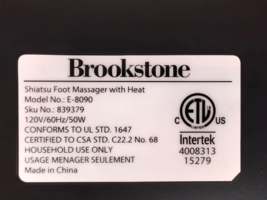 Brookstone
Shiatsu Foot Massager with Heat
Model No.: E-8090
Sku No.: 839379
120V/60Hz/50W
CONFORMS TO UL STD. 1647
CERTIFIED TO CSA STD. C22.2 No. 68
HOUSEHOLD USE ONLY
USAGE MENAGER SEULEMENT
Made in China
ETL
C US
Intertek
4008313
15279